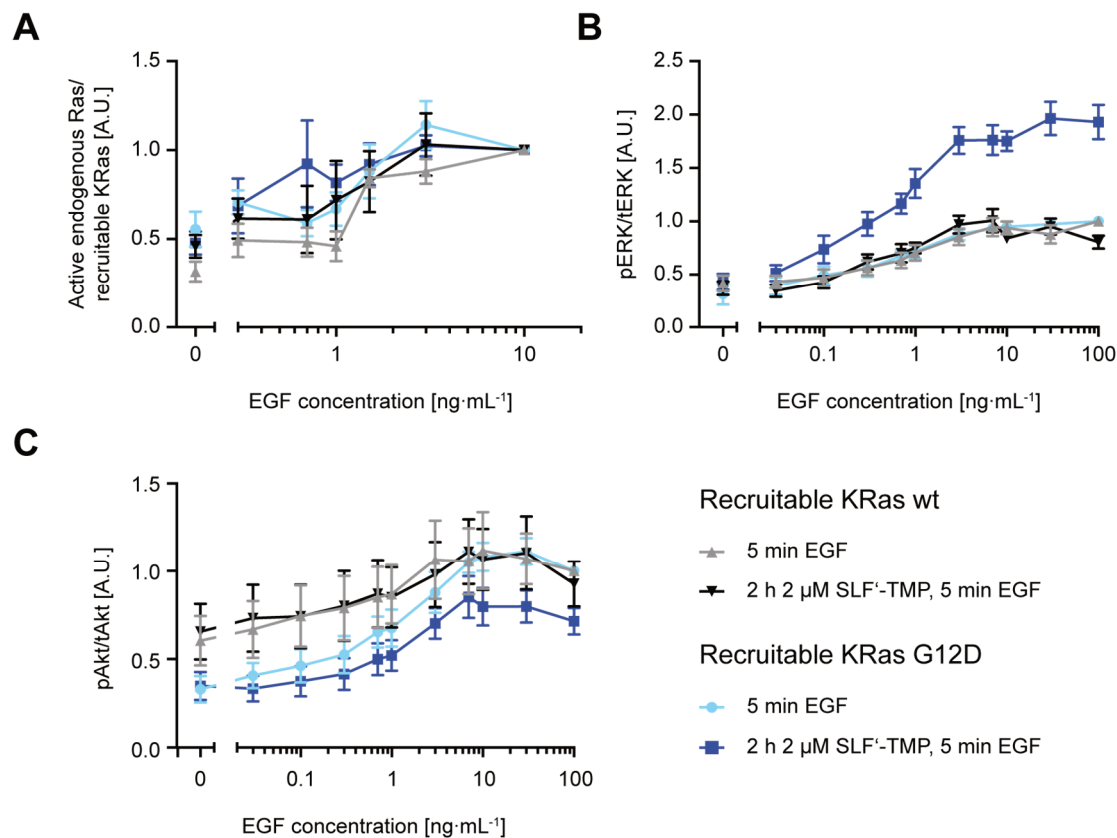 A
Active endogenous Ras/
recruitable KRas [A.U.]
1.5
1.0
0.5
0.0
0
1
10
EGF concentration [ng·mL⁻¹]
B
pERK/tERK [A.U.]
2.5
2.0
1.5
1.0
0.5
0.0
0
0.1
1
10
100
EGF concentration [ng·mL⁻¹]
C
pAkt/tAkt [A.U.]
1.5
1.0
0.5
0.0
0
0.1
1
10
100
EGF concentration [ng·mL⁻¹]
Recruitable KRas wt
5 min EGF
2 h 2 µM SLF‘-TMP, 5 min EGF
Recruitable KRas G12D
5 min EGF
2 h 2 µM SLF‘-TMP, 5 min EGF